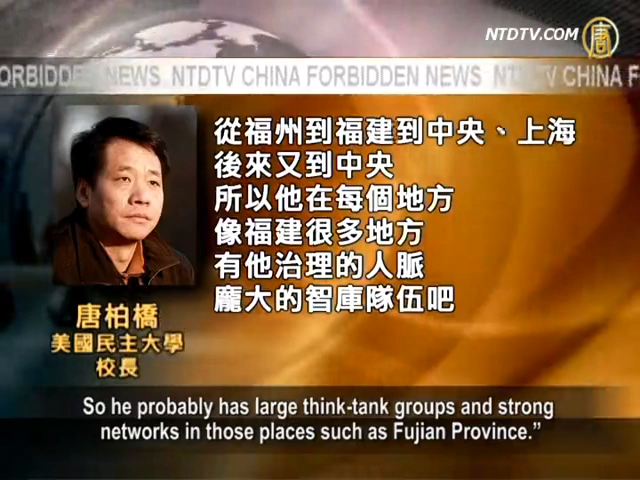 NTDTV.COM 唐
ORBIDDEN NEWS NTDTV CHINA FORBIDDEN NEWS NTDTV CHINA FO
從福州到福建到中央、上海
後來又到中央
所以他在每個地方
像福建很多地方
有他治理的人脈
龐大的智庫隊伍吧
唐柏橋
美國民主大學
校長
So he probably has large think-tank groups and strong
networks in those places such as Fujian Province.”